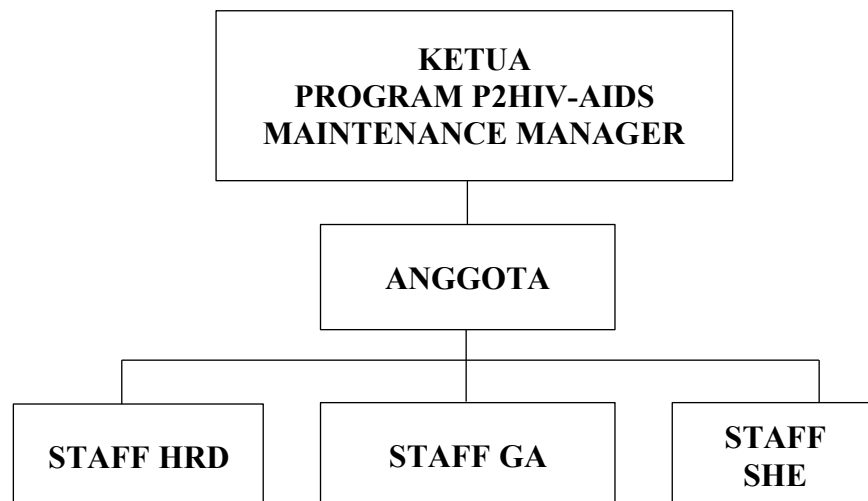 KETUA
PROGRAM P2HIV-AIDS
MAINTENANCE MANAGER
ANGGOTA
STAFF HRD
STAFF GA
STAFF
SHE